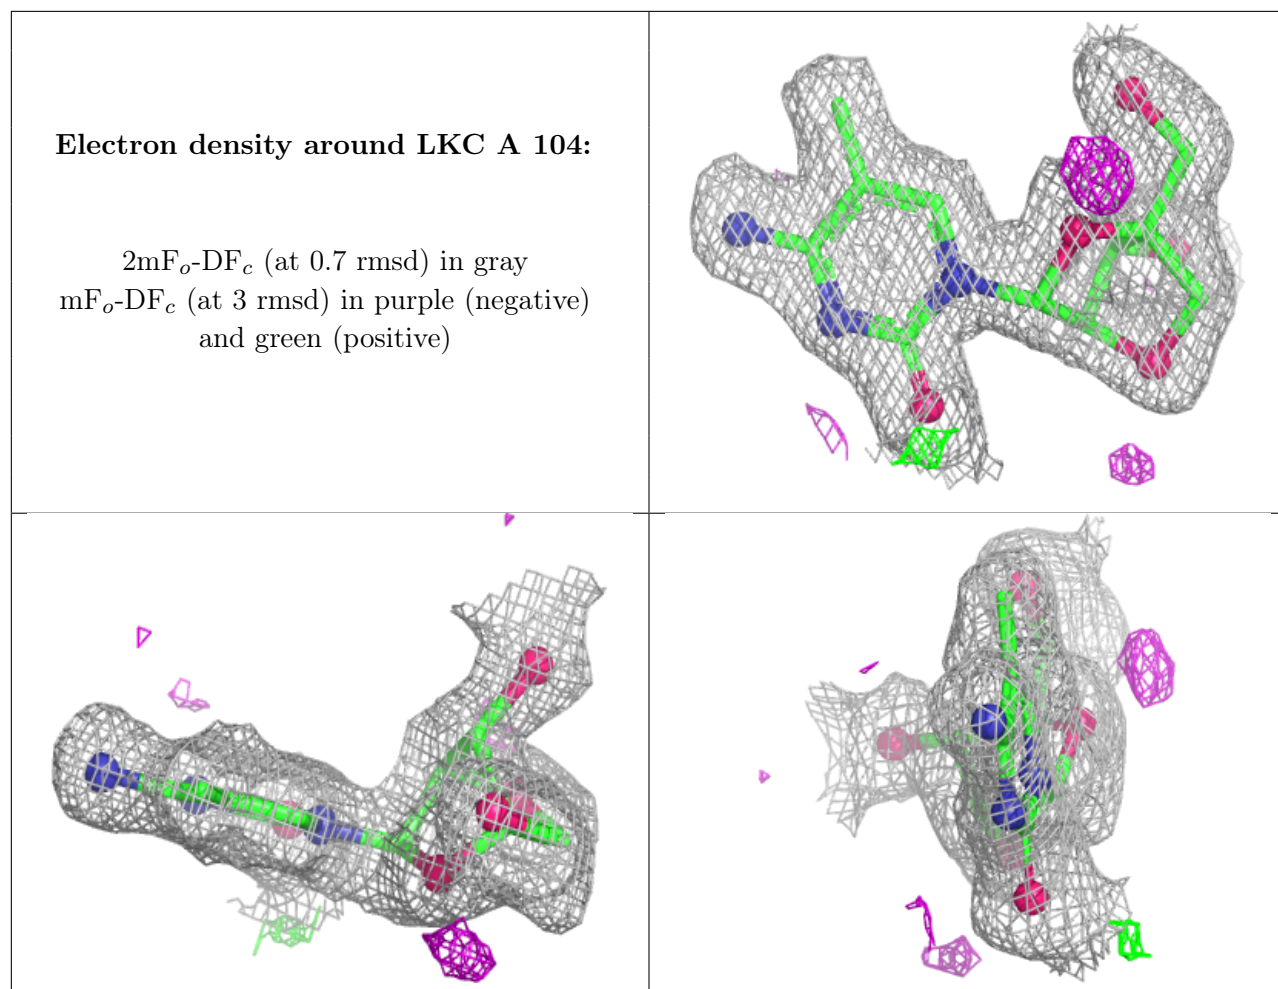 Electron density around LKC A 104:
2mFo-DFc (at 0.7 rmsd) in gray
mFo-DFc (at 3 rmsd) in purple (negative)
and green (positive)